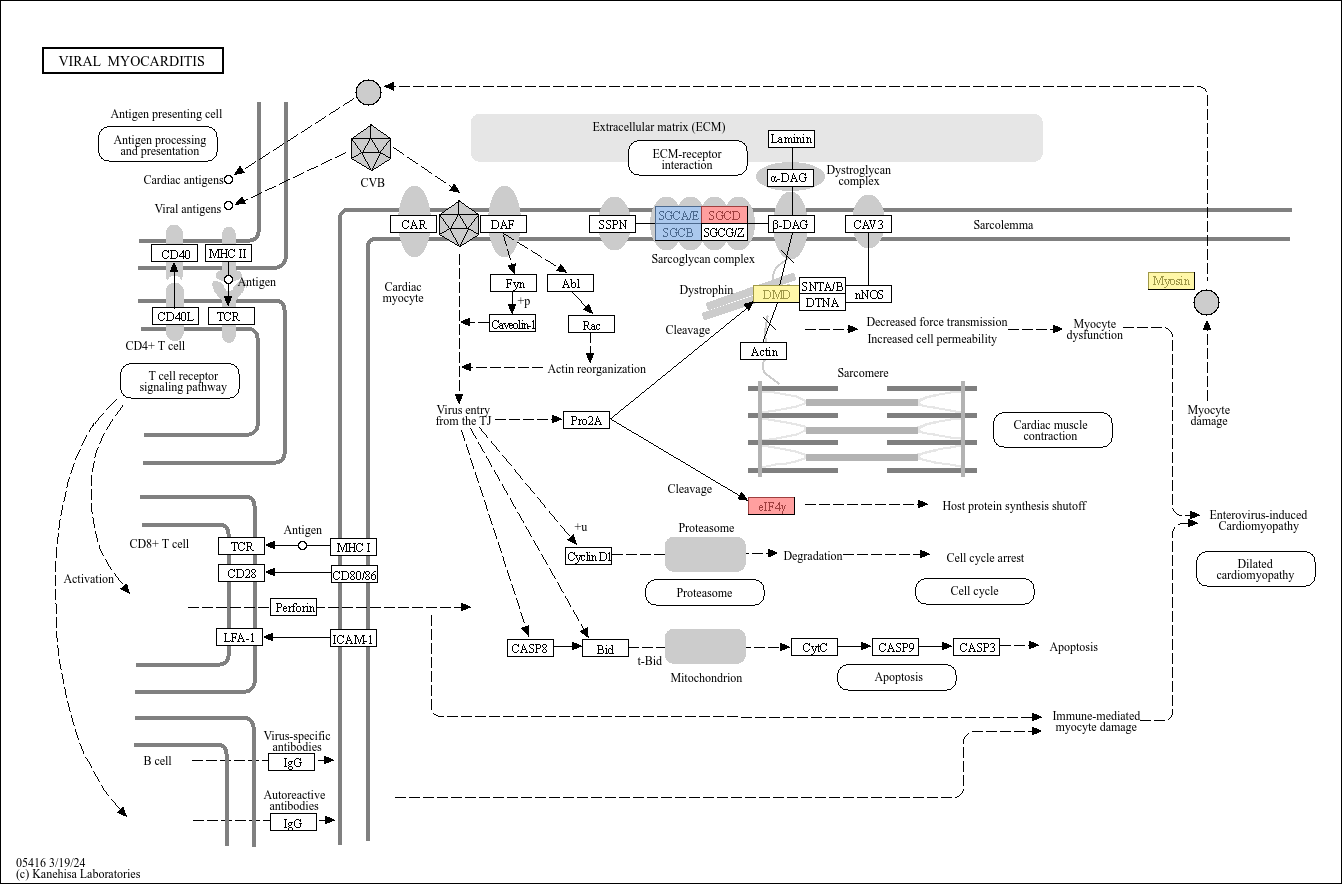 VIRAL MYOCARDITIS
Antigen presenting cell
Antigen processing
and presentation
Cardiac antigens
Viral antigens
CVB
Extracellular matrix (ECM)
ECM-receptor
interaction
Laminin
α-DAG
Dystroglycan
complex
CAR
DAF
SSPN
SGCA/E
SGCD
SGCB
SGCG/Z
β-DAG
CAV3
Sarcolemma
Sarcoglycan complex
CD40
MHC II
Antigen
CD40L
TCR
CD4+ T cell
T cell receptor
signaling pathway
Cardiac
myocyte
Fyn
Abl
+p
Caveolin-1
Rac
Actin reorganization
Dystrophin
DMD
SNTA/B
DTNA
nNOS
Cleavage
Actin
Decreased force transmission
Increased cell permeability
Myocyte
dysfunction
Myosin
Myocyte
damage
Sarcomere
Cardiac muscle
contraction
Virus entry
from the TJ
Pro2A
Cleavage
eIF4γ
Host protein synthesis shutoff
Enterovirus-induced
Cardiomyopathy
Dilated
cardiomyopathy
CD8+ T cell
TCR
Antigen
MHC I
CD28
CD80/86
Activation
Perforin
LFA-1
ICAM-1
+u
Cyclin D1
Proteasome
Degradation
Cell cycle arrest
Proteasome
Cell cycle
CASP8
Bid
t-Bid
Mitochondrion
CytC
CASP9
CASP3
Apoptosis
Apoptosis
Immune-mediated
myocyte damage
B cell
Virus-specific
antibodies
IgG
Autoreactive
antibodies
IgG
05416 3/19/24
(c) Kanehisa Laboratories